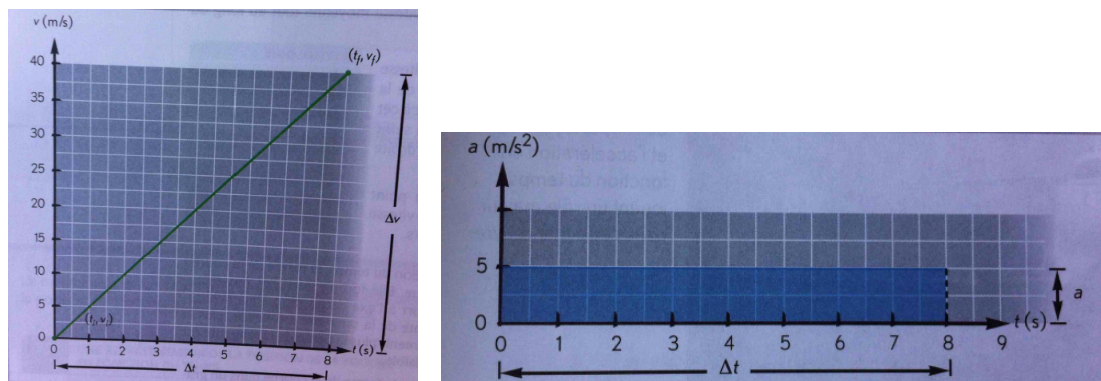 v (m/s)
(tf, vf)
40
35
30
25
20
15
10
5
0
(ti, vi)
Δv
0 1 2 3 4 5 6 7 8 t (s)
Δt
a (m/s²)
5
0
a
0 1 2 3 4 5 6 7 8 9 t (s)
Δt